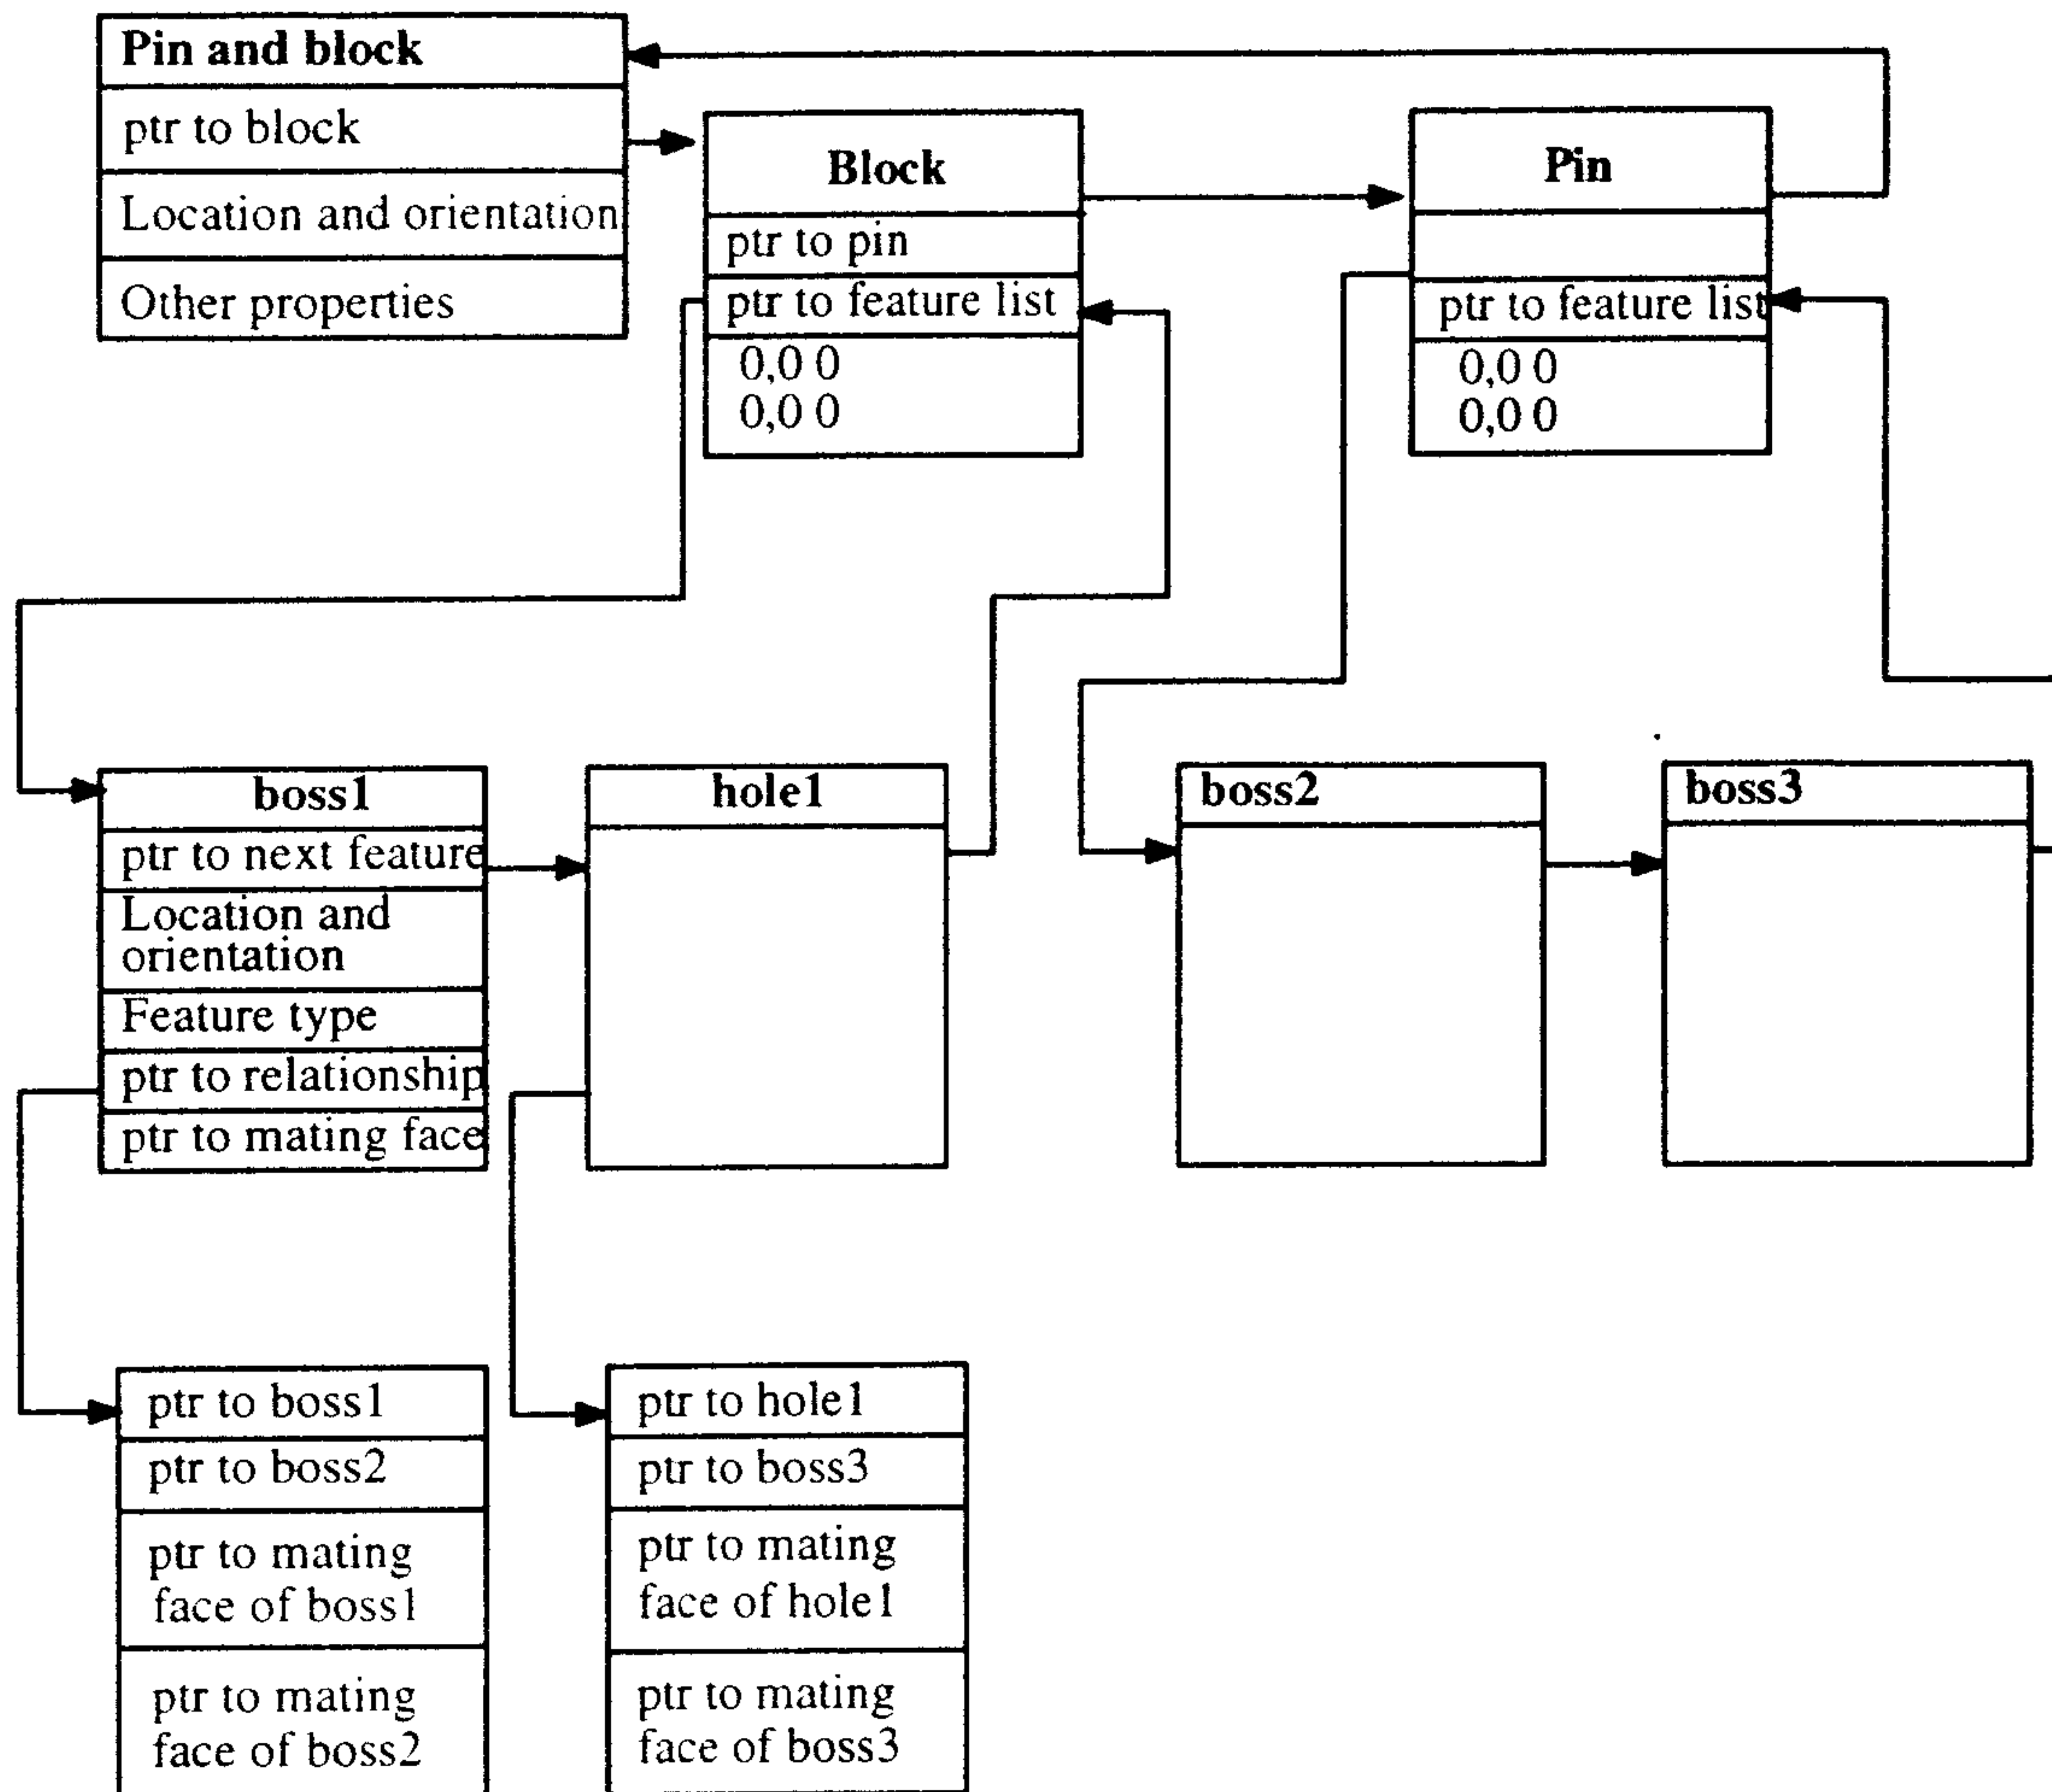 Pin and block
ptr to block
Location and orientation
Other properties
Block
ptr to pin
ptr to feature list
0,0 0
0,0 0
Pin
ptr to feature list
0,0 0
0,0 0
boss1
ptr to next feature
Location and
orientation
Feature type
ptr to relationship
ptr to mating face
hole1
boss2
boss3
ptr to boss1
ptr to boss2
ptr to mating
face of boss1
ptr to mating
face of boss2
ptr to hole1
ptr to boss3
ptr to mating
face of hole1
ptr to mating
face of boss3